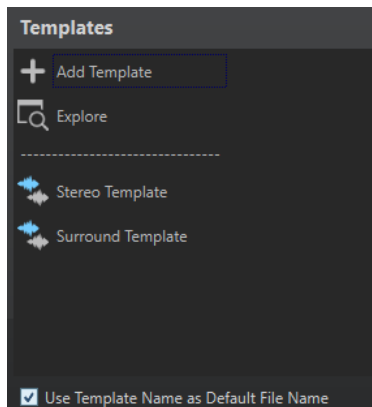 Templates
Add Template
Explore
--------------------------------
Stereo Template
Surround Template
Use Template Name as Default File Name